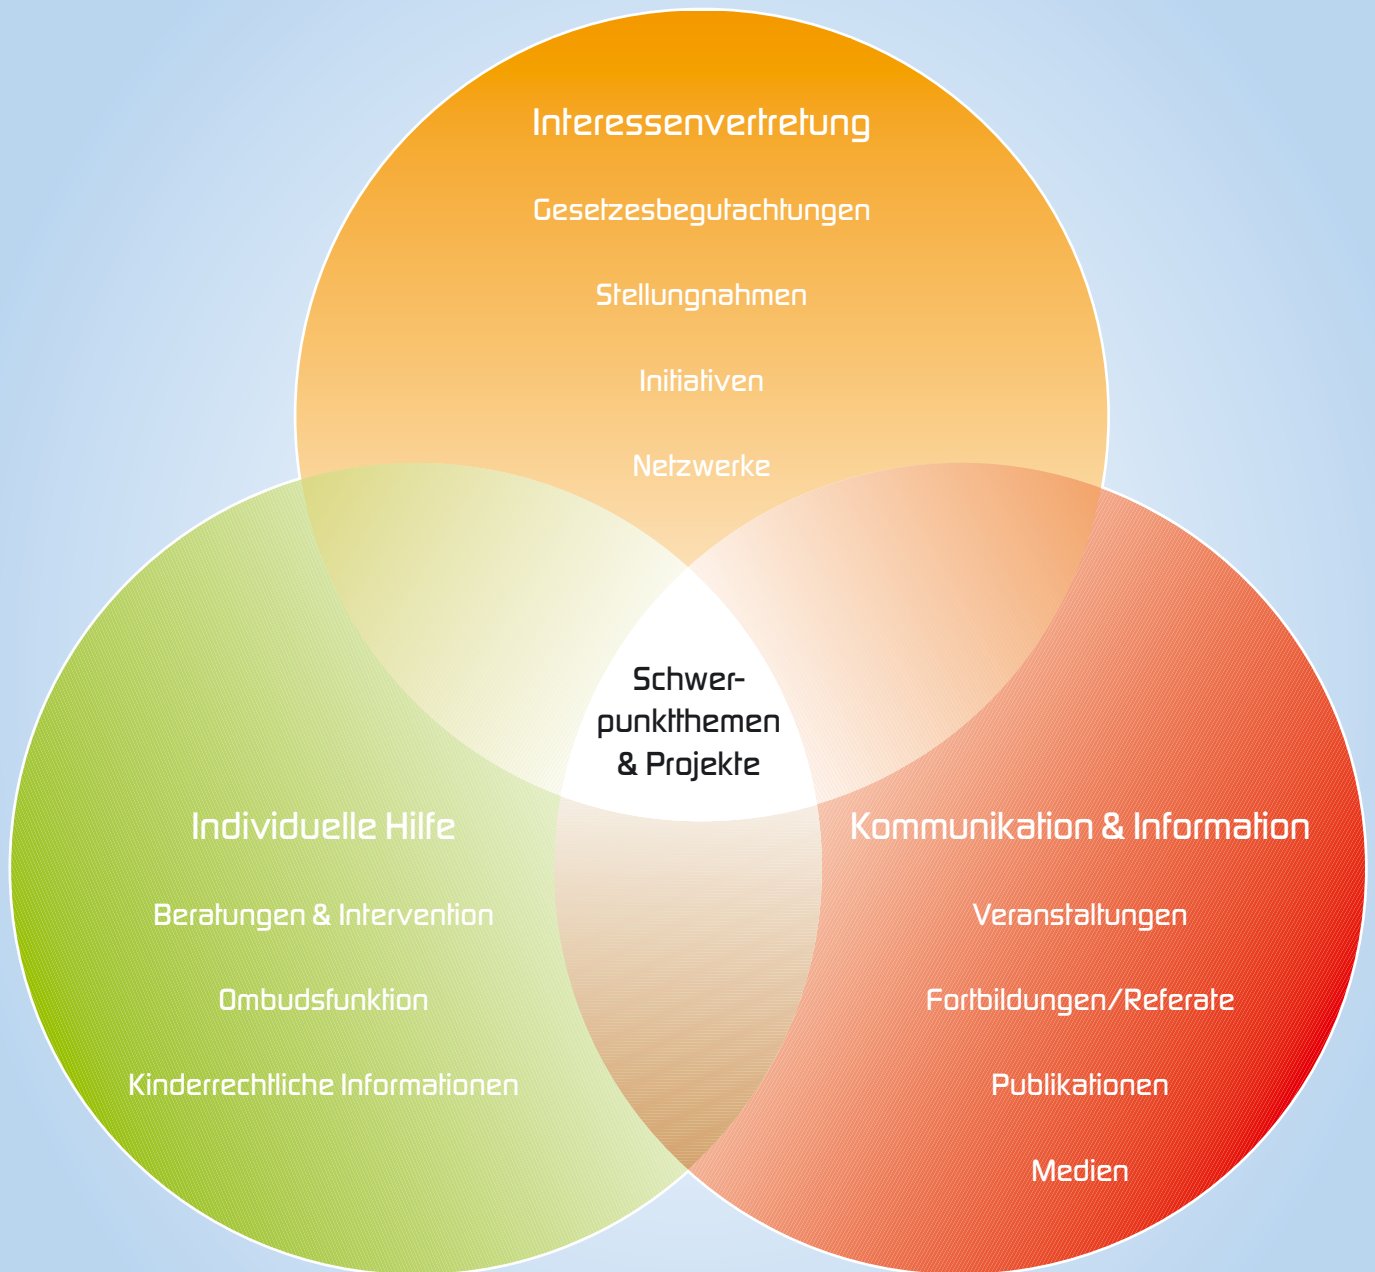 Interessenvertretung
Gesetzesbegutachtungen
Stellungnahmen
Initiativen
Netzwerke
Schwer-
punktthemen
& Projekte
Individuelle Hilfe
Beratungen & Intervention
Ombudsfunktion
Kinderrechtliche Informationen
Kommunikation & Information
Veranstaltungen
Fortbildungen/Referate
Publikationen
Medien